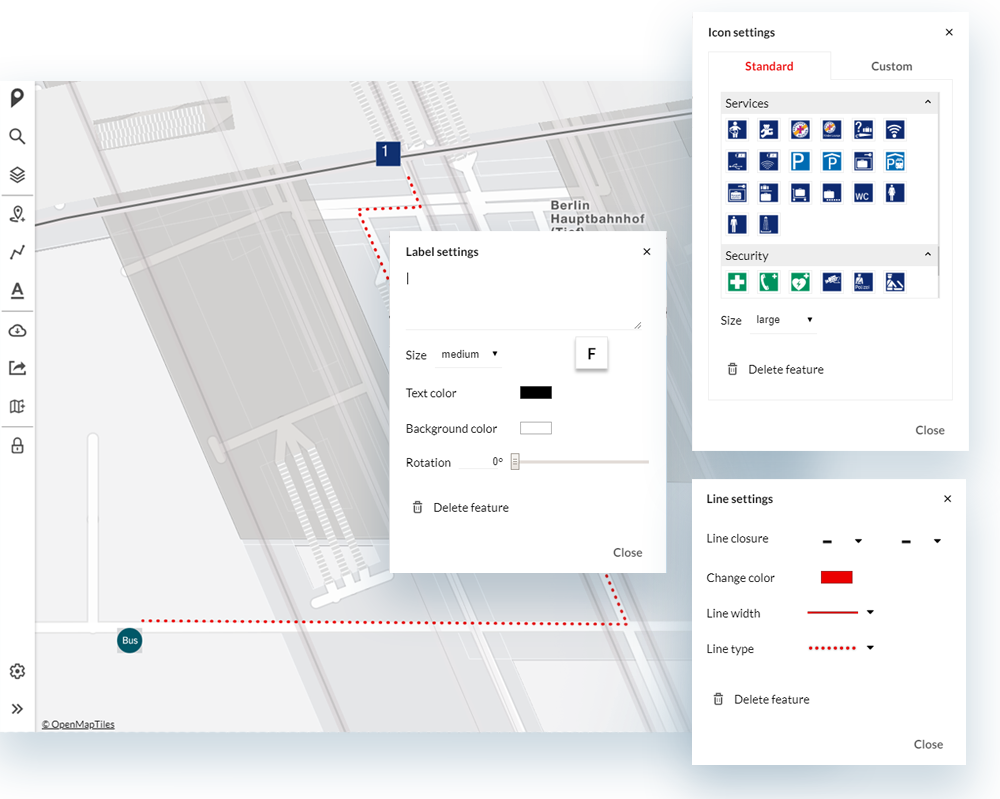 1
Berlin
Hauptbahnhof
(Tief)
Bus
© OpenMapTiles
A
Label settings
Size medium
F
Text color
Background color
Rotation 0°
Delete feature
Close
Icon settings
Standard Custom
Services
?
P P P
WC
Security
Polizei
Size large
Delete feature
Close
Line settings
Line closure
Change color
Line width
Line type
Delete feature
Close